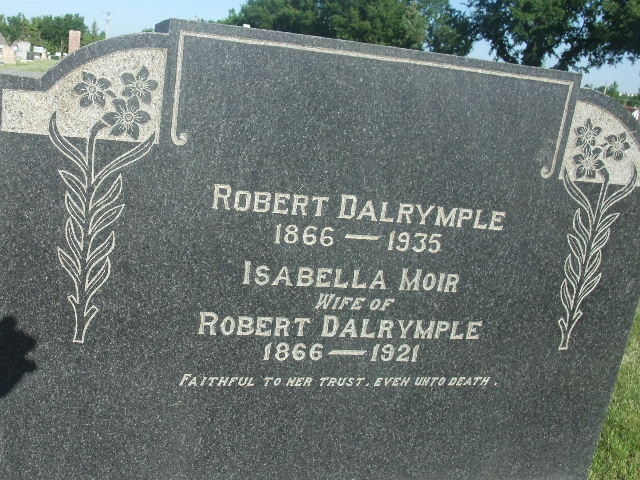 ROBERT DALRYMPLE
1866 — 1935
ISABELLA MOIR
WIFE OF
ROBERT DALRYMPLE
1866 — 1921
FAITHFUL TO HER TRUST, EVEN UNTO DEATH.